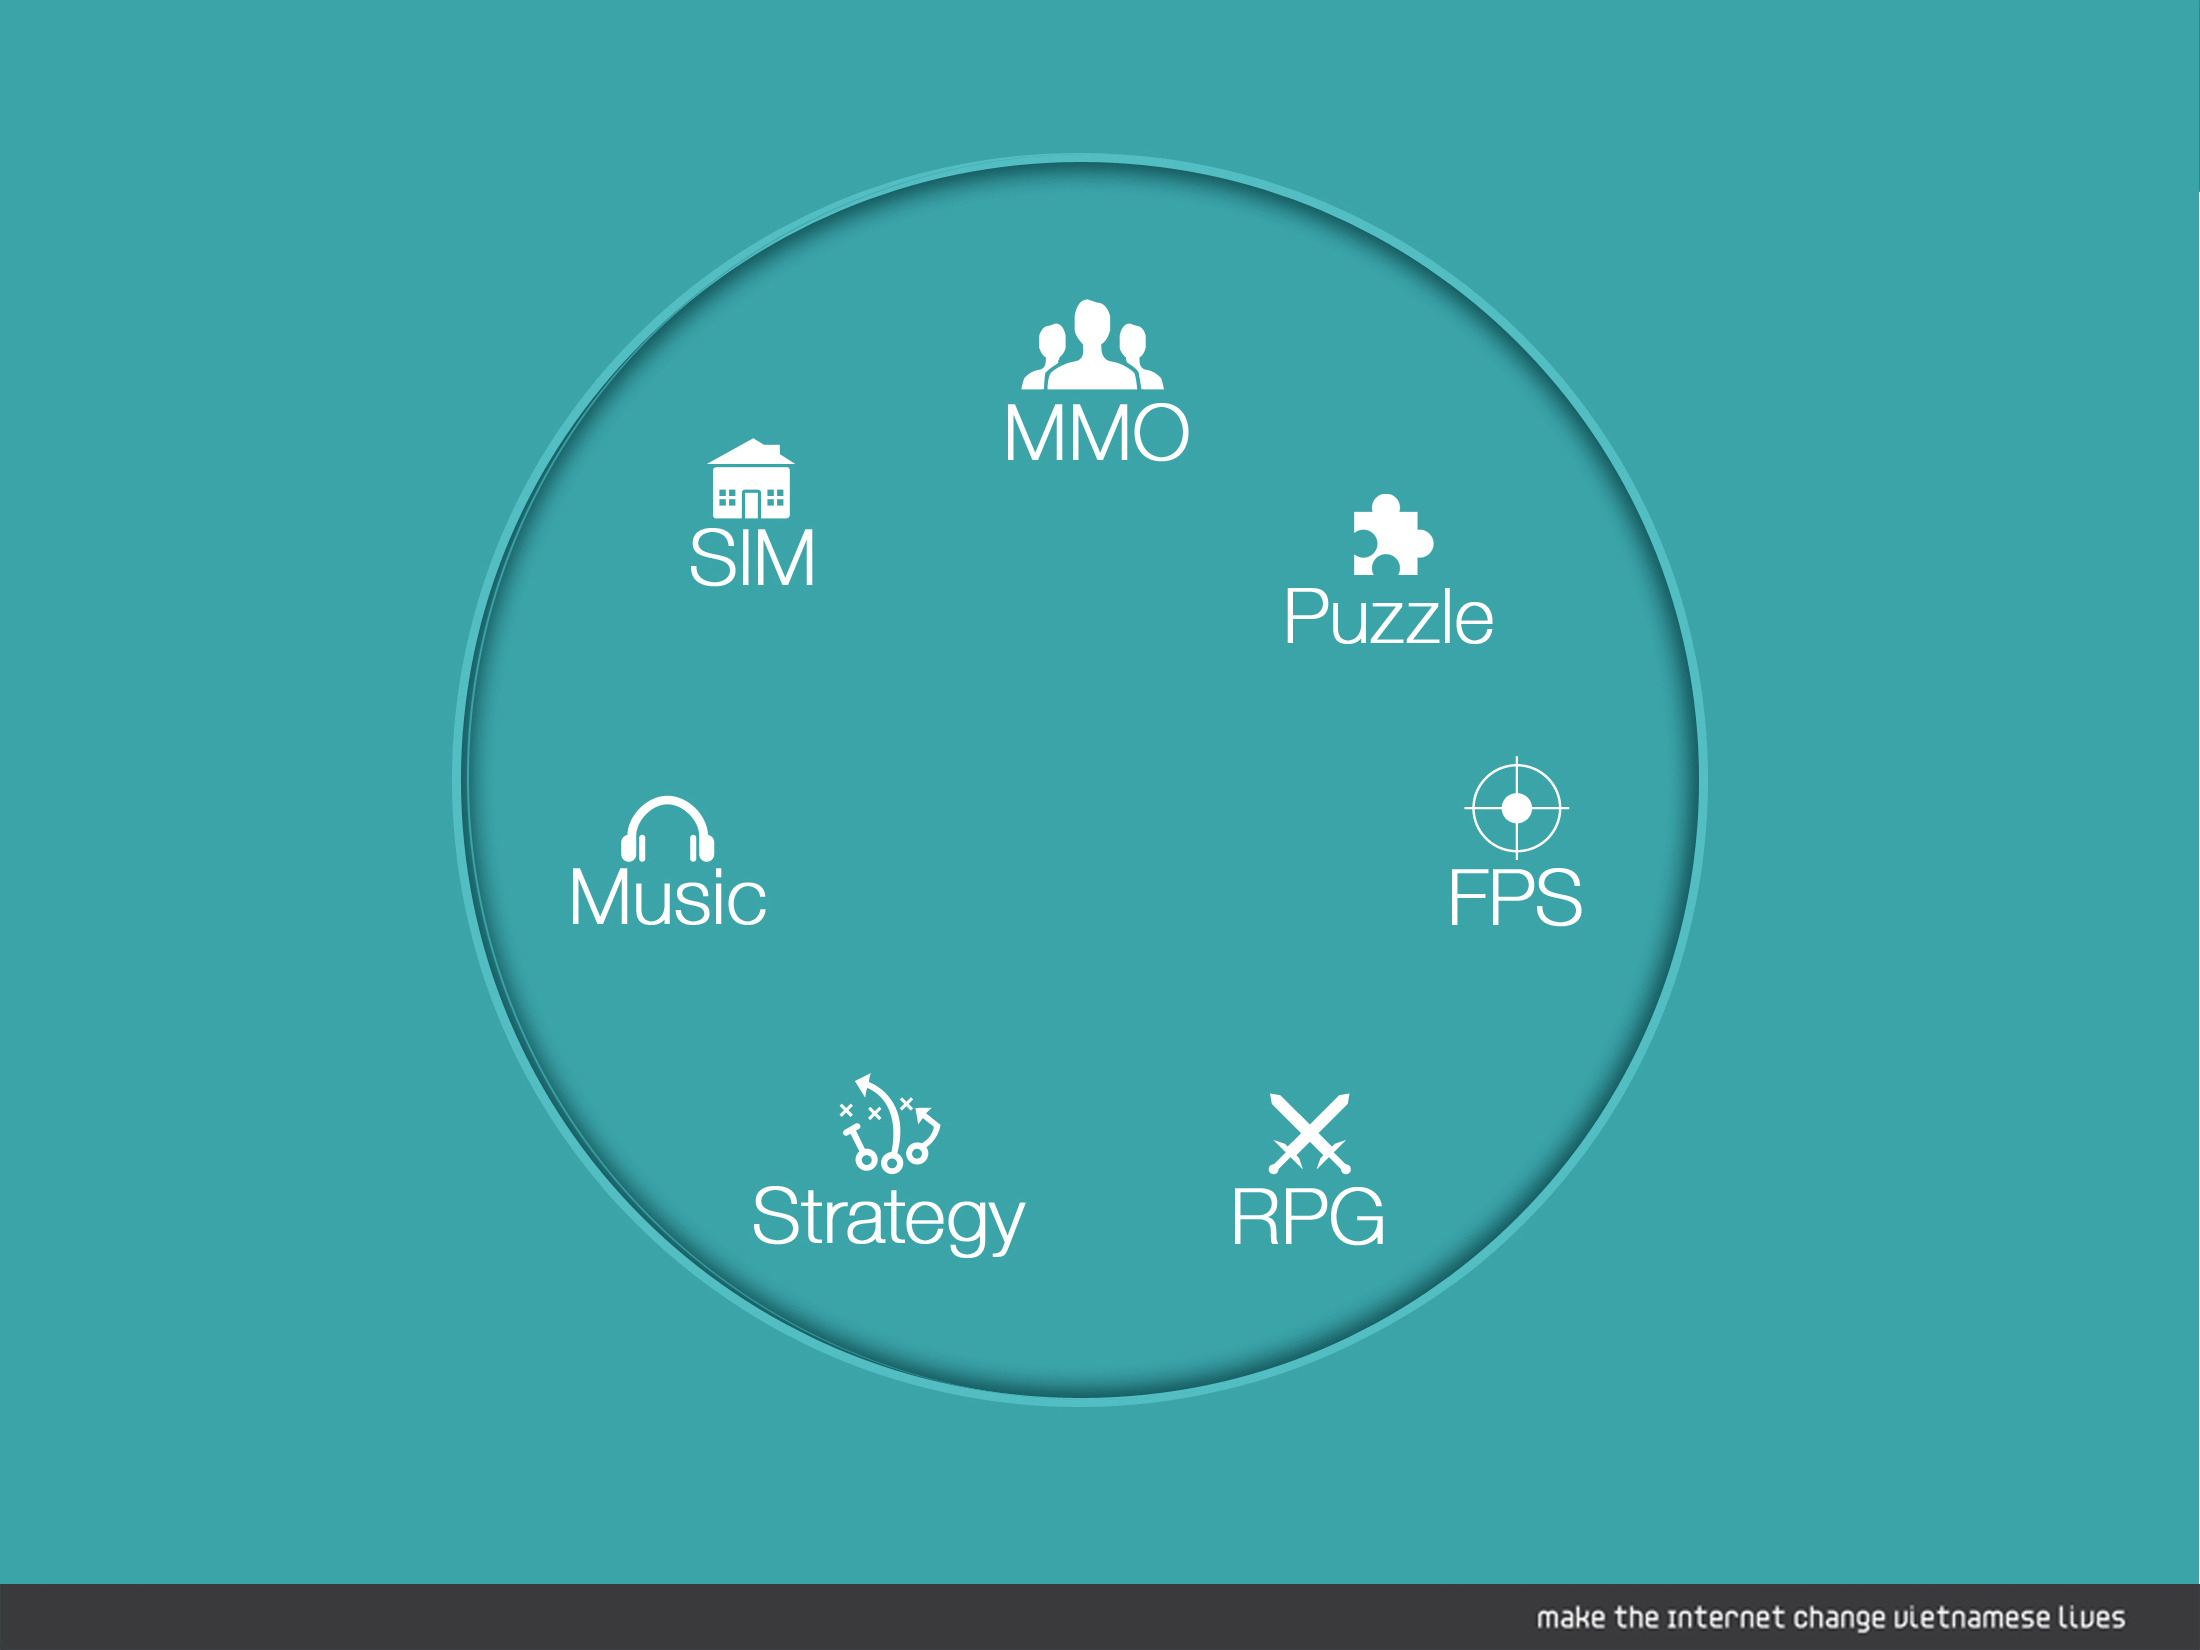 MMO
SIM
Puzzle
Music
FPS
Strategy
RPG
make the Internet change Vietnamese lives